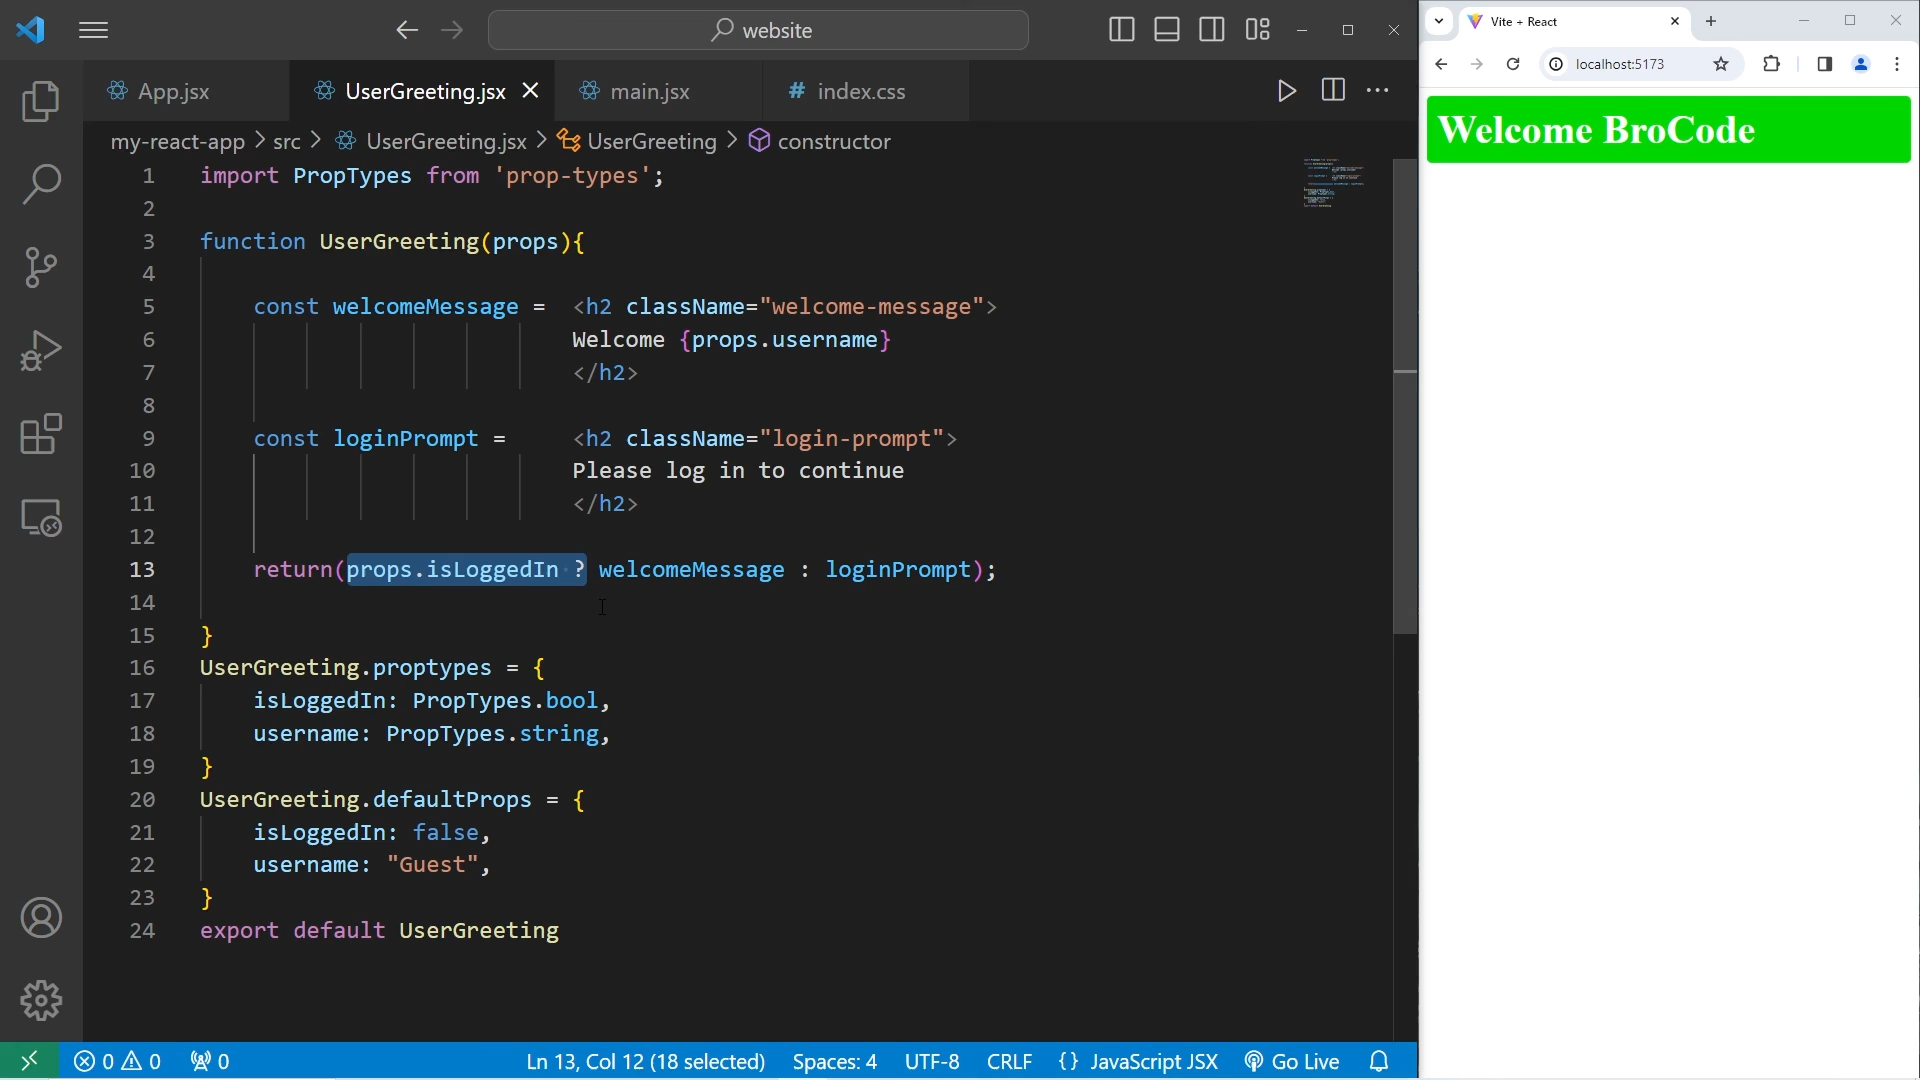 website
Vite + React
localhost:5173
App.jsx
UserGreeting.jsx
main.jsx
# index.css
my-react-app > src > UserGreeting.jsx > UserGreeting > constructor
1 import PropTypes from 'prop-types';
2
3 function UserGreeting(props){
4
5 const welcomeMessage = <h2 className="welcome-message">
6 Welcome {props.username}
7 </h2>
8
9 const loginPrompt = <h2 className="login-prompt">
10 Please log in to continue
11 </h2>
12
13 return(props.isLoggedIn ? welcomeMessage : loginPrompt);
14
15 }
16 UserGreeting.proptypes = {
17 isLoggedIn: PropTypes.bool,
18 username: PropTypes.string,
19 }
20 UserGreeting.defaultProps = {
21 isLoggedIn: false,
22 username: "Guest",
23 }
24 export default UserGreeting
Welcome BroCode
0 0 0 Ln 13, Col 12 (18 selected) Spaces: 4 UTF-8 CRLF {} JavaScript JSX Go Live